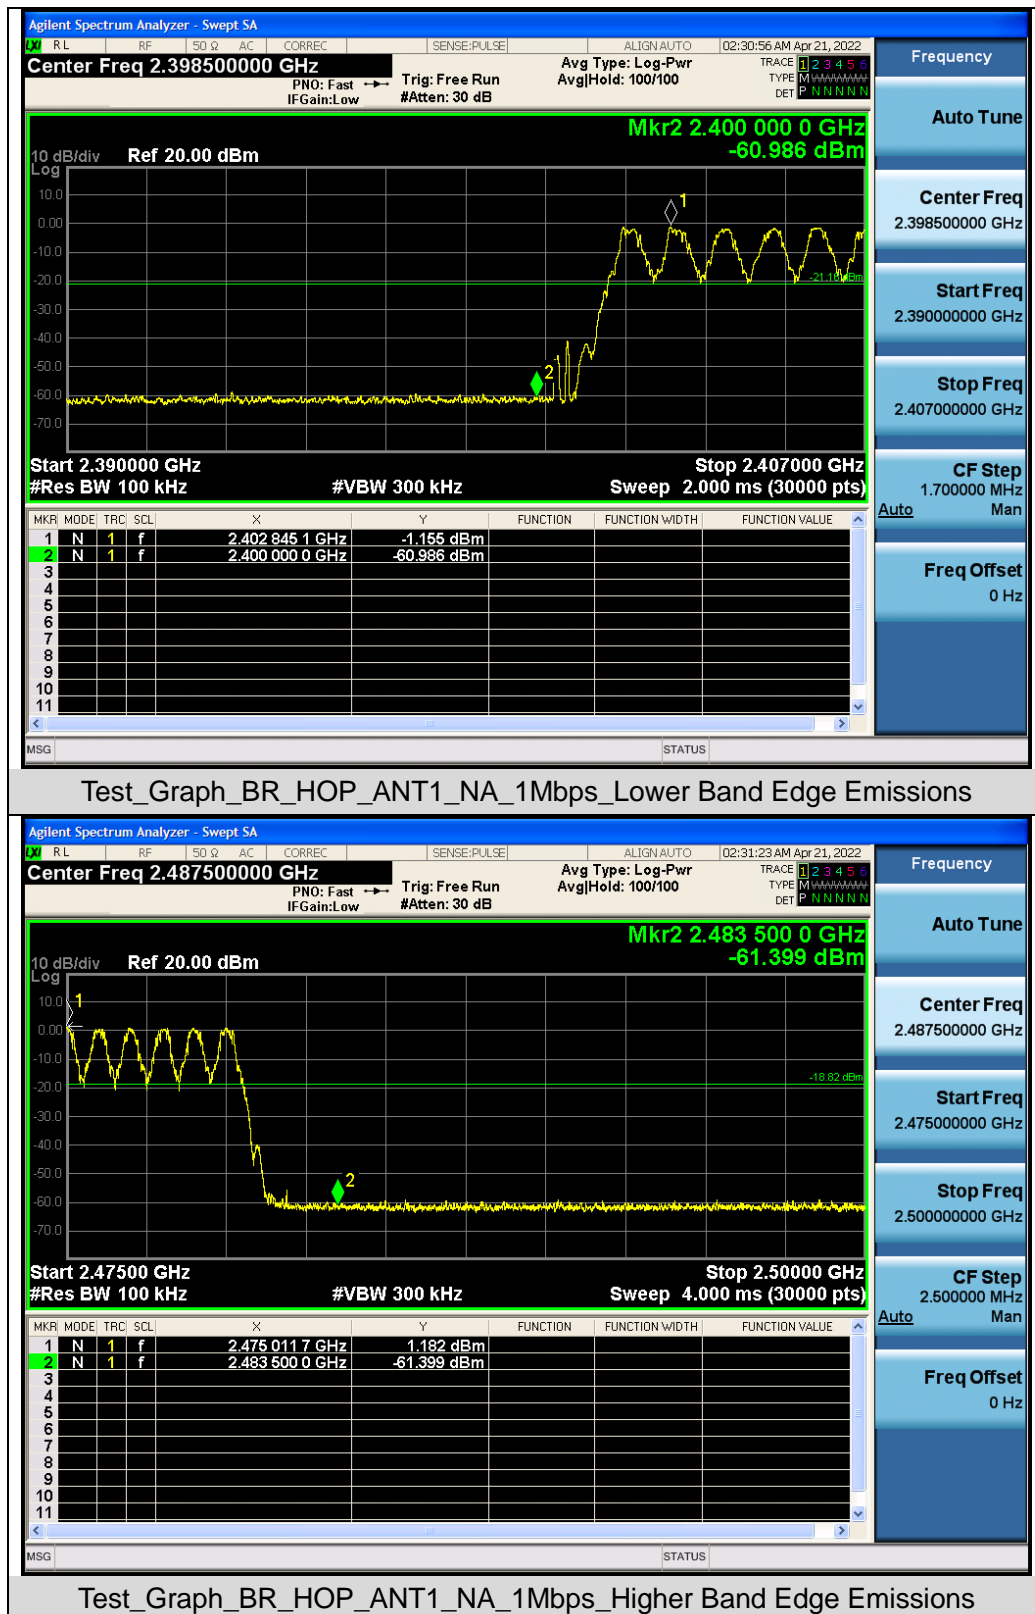 Agilent Spectrum Analyzer - Swept SA
LXI RL RF 50 Ω AC CORREC SENSE:PULSE ALIGN AUTO 02:30:56 AM Apr 21, 2022
Center Freq 2.398500000 GHz
PNO: Fast
IFGain:Low
Trig: Free Run
#Atten: 30 dB
Avg Type: Log-Pwr
Avg|Hold: 100/100
TRACE 1 2 3 4 5 6
TYPE M
DET P N N N N N
Mkr2 2.400 000 0 GHz
-60.986 dBm
10 dB/div Ref 20.00 dBm
Log
10.0
0.00
-10.0
-20.0
-30.0
-40.0
-50.0
-60.0
-70.0
1
2
Start 2.390000 GHz Stop 2.407000 GHz
#Res BW 100 kHz #VBW 300 kHz Sweep 2.000 ms (30000 pts)
MKR MODE TRC SCL X Y FUNCTION FUNCTION WIDTH FUNCTION VALUE
1 N 1 f 2.402 845 1 GHz -1.155 dBm
2 N 1 f 2.400 000 0 GHz -60.986 dBm
3
4
5
6
7
8
9
10
11
MSG STATUS
Frequency
Auto Tune
Center Freq
2.398500000 GHz
Start Freq
2.390000000 GHz
Stop Freq
2.407000000 GHz
CF Step
1.700000 MHz
Auto Man
Freq Offset
0 Hz
Test_Graph_BR_HOP_ANT1_NA_1Mbps_Lower Band Edge Emissions
Agilent Spectrum Analyzer - Swept SA
LXI RL RF 50 Ω AC CORREC SENSE:PULSE ALIGN AUTO 02:31:23 AM Apr 21, 2022
Center Freq 2.487500000 GHz
PNO: Fast
IFGain:Low
Trig: Free Run
#Atten: 30 dB
Avg Type: Log-Pwr
Avg|Hold: 100/100
TRACE 1 2 3 4 5 6
TYPE M
DET P N N N N N
Mkr2 2.483 500 0 GHz
-61.399 dBm
10 dB/div Ref 20.00 dBm
Log
10.0
0.00
-10.0
-20.0
-30.0
-40.0
-50.0
-60.0
-70.0
1
-18.82 dBm
2
Start 2.47500 GHz Stop 2.50000 GHz
#Res BW 100 kHz #VBW 300 kHz Sweep 4.000 ms (30000 pts)
MKR MODE TRC SCL X Y FUNCTION FUNCTION WIDTH FUNCTION VALUE
1 N 1 f 2.475 011 7 GHz 1.182 dBm
2 N 1 f 2.483 500 0 GHz -61.399 dBm
3
4
5
6
7
8
9
10
11
MSG STATUS
Frequency
Auto Tune
Center Freq
2.487500000 GHz
Start Freq
2.475000000 GHz
Stop Freq
2.500000000 GHz
CF Step
2.500000 MHz
Auto Man
Freq Offset
0 Hz
Test_Graph_BR_HOP_ANT1_NA_1Mbps_Higher Band Edge Emissions